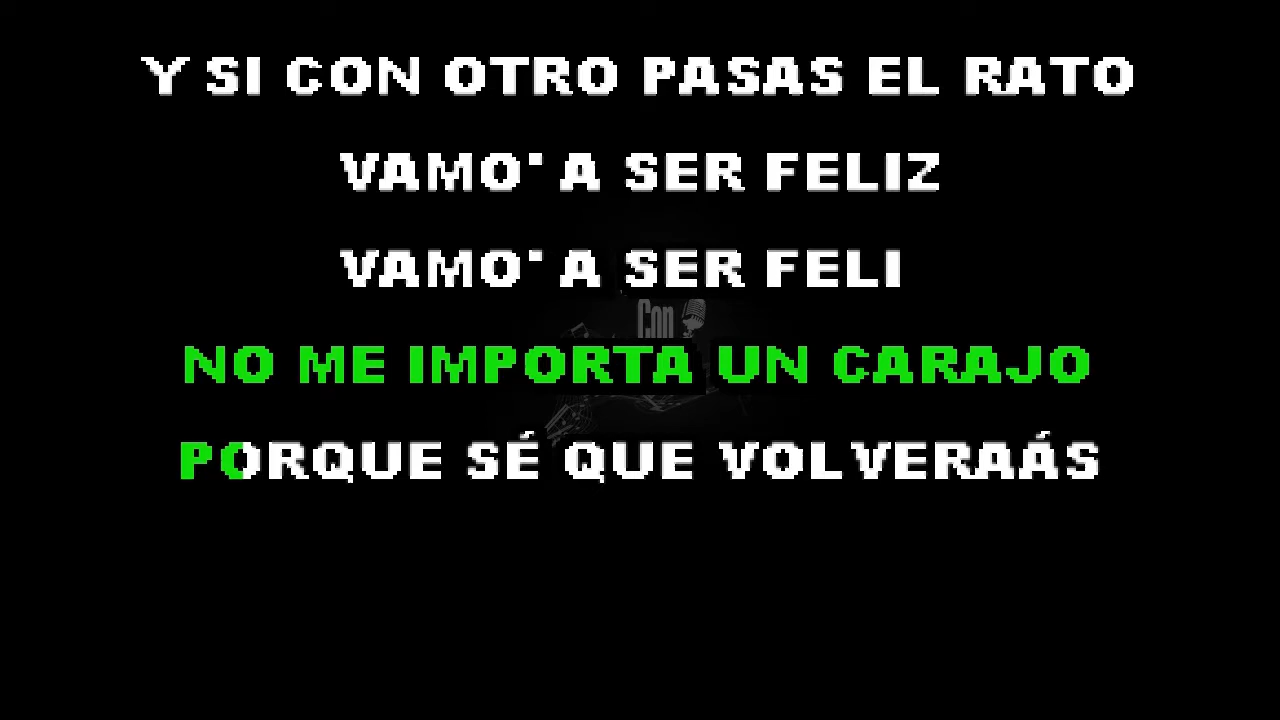 Y SI CON OTRO PASAS EL RATO
VAMO' A SER FELIZ
VAMO' A SER FELI
Con
NO ME IMPORTA UN CARAJO
PORQUE SÉ QUE VOLVERAÁS